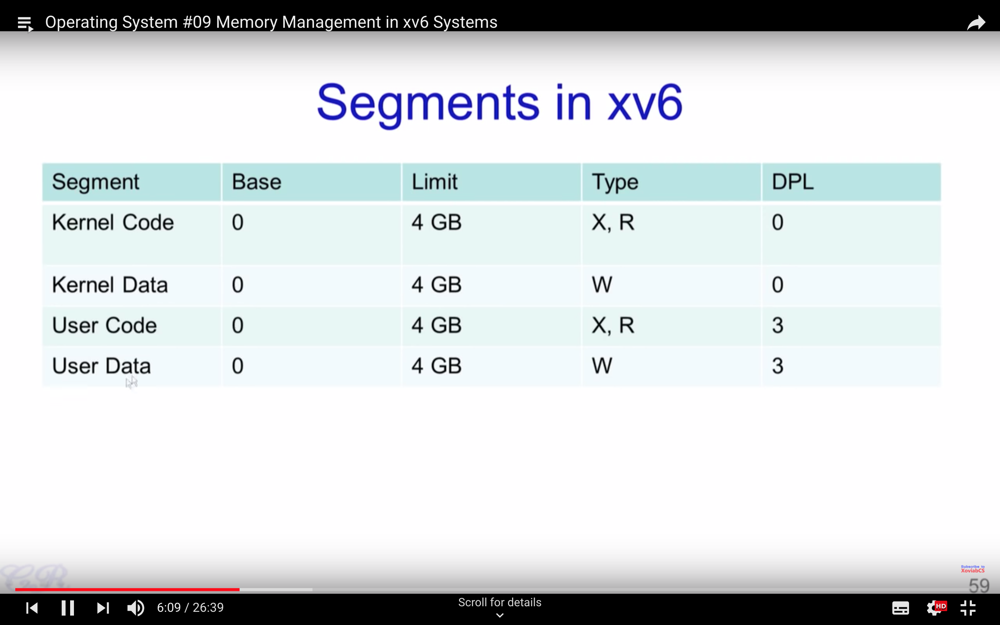 Operating System #09 Memory Management in xv6 Systems
Segments in xv6
Segment Base Limit Type DPL
Kernel Code 0 4 GB X, R 0
Kernel Data 0 4 GB W 0
User Code 0 4 GB X, R 3
User Data 0 4 GB W 3
Subscribe to
XoviabCS
59
6:09 / 26:39
Scroll for details
HD